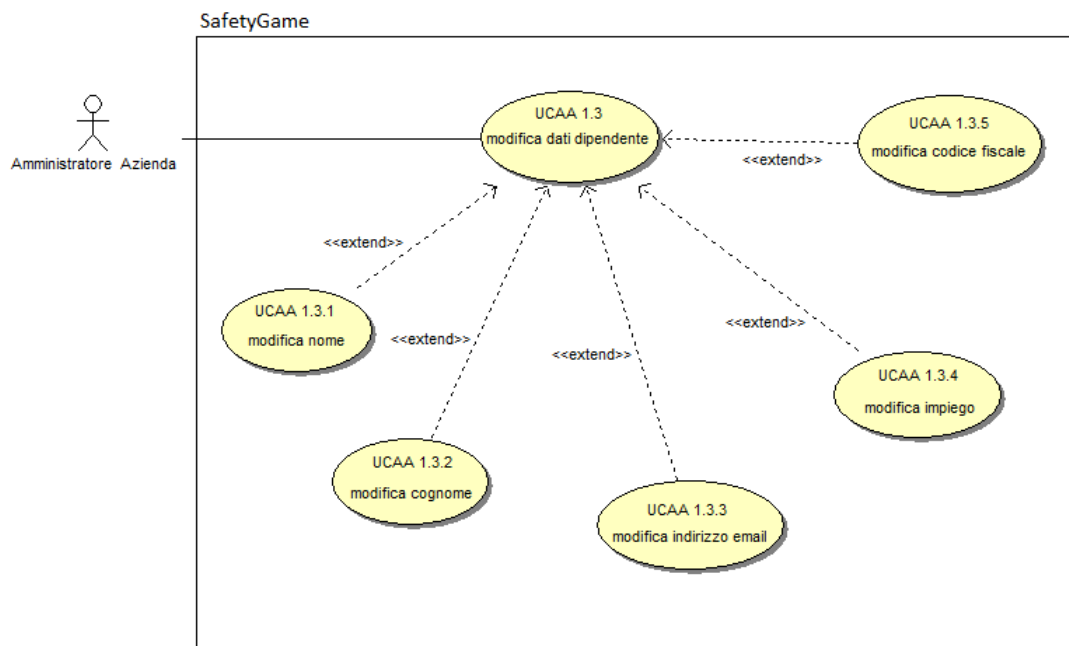 SafetyGame
Amministratore Azienda
UCAA 1.3
modifica dati dipendente
UCAA 1.3.5
modifica codice fiscale
<<extend>>
<<extend>>
UCAA 1.3.1
modifica nome
<<extend>>
<<extend>>
<<extend>>
UCAA 1.3.4
modifica impiego
UCAA 1.3.2
modifica cognome
UCAA 1.3.3
modifica indirizzo email